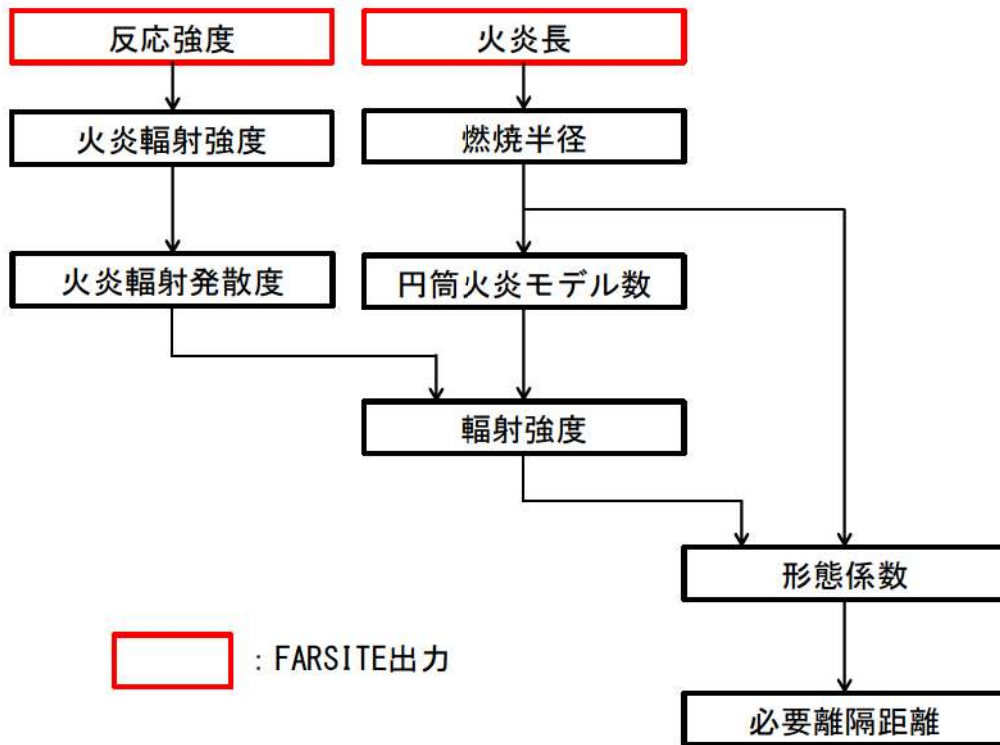 反応強度
火炎長
火炎輻射強度
燃焼半径
火炎輻射発散度
円筒火炎モデル数
輻射強度
形態係数
：FARSITE出力
必要離隔距離